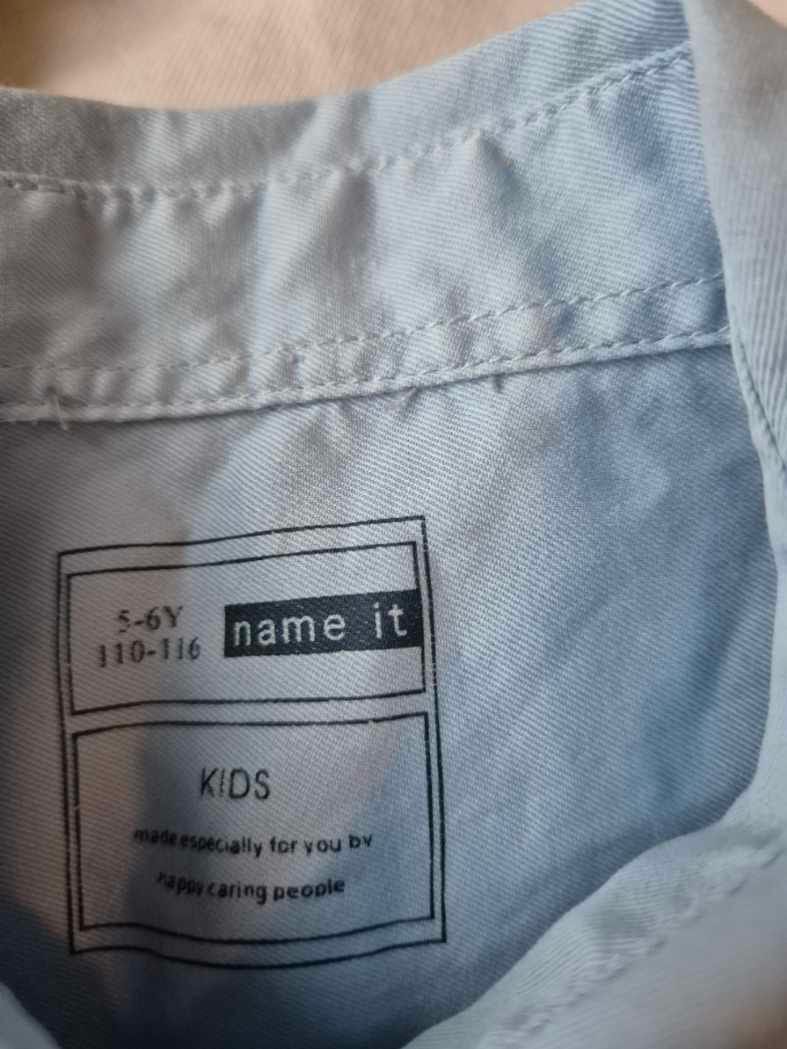 5-6Y
110-116
name it
KIDS
made especially for you by
happy caring people